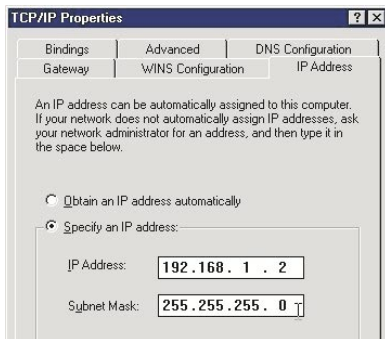 TCP/IP Properties
? ×
Bindings Advanced DNS Configuration
Gateway WINS Configuration IP Address
An IP address can be automatically assigned to this computer.
If your network does not automatically assign IP addresses, ask
your network administrator for an address, and then type it in
the space below.
Obtain an IP address automatically
Specify an IP address:
IP Address: 192.168. 1 . 2
Subnet Mask: 255.255.255. 0